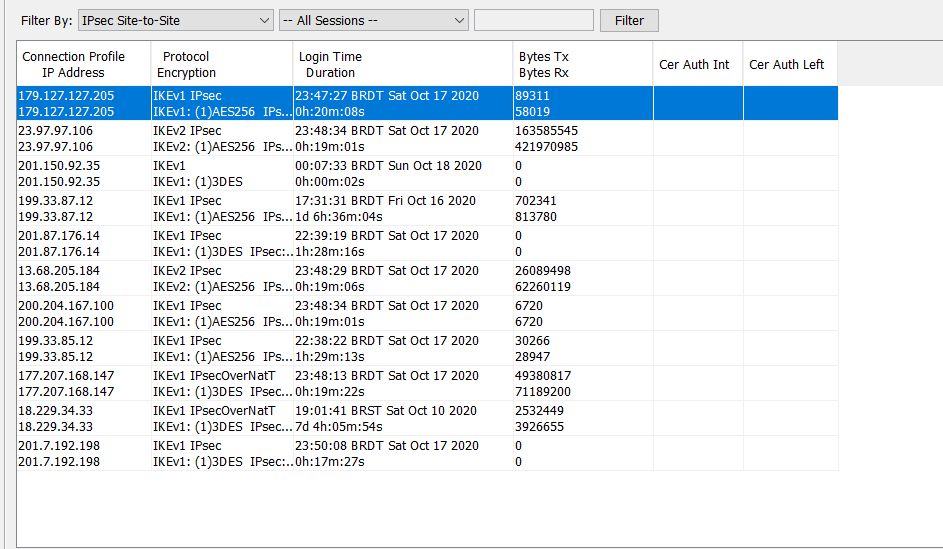 Filter By: IPsec Site-to-Site -- All Sessions -- Filter
Connection Profile Protocol Login Time Bytes Tx Cer Auth Int Cer Auth Left
IP Address Encryption Duration Bytes Rx
179.127.127.205 IKEv1 IPsec 23:47:27 BRDT Sat Oct 17 2020 89311
179.127.127.205 IKEv1: (1)AES256 IPs... 0h:20m:08s 58019
23.97.97.106 IKEv2 IPsec 23:48:34 BRDT Sat Oct 17 2020 163585545
23.97.97.106 IKEv2: (1)AES256 IPs... 0h:19m:01s 421970985
201.150.92.35 IKEv1 00:07:33 BRDT Sun Oct 18 2020 0
201.150.92.35 IKEv1: (1)3DES 0h:00m:02s 0
199.33.87.12 IKEv1 IPsec 17:31:31 BRDT Fri Oct 16 2020 702341
199.33.87.12 IKEv1: (1)AES256 IPs... 1d 6h:36m:04s 813780
201.87.176.14 IKEv1 IPsec 22:39:19 BRDT Sat Oct 17 2020 0
201.87.176.14 IKEv1: (1)3DES IPsec:... 1h:28m:16s 0
13.68.205.184 IKEv2 IPsec 23:48:29 BRDT Sat Oct 17 2020 26089498
13.68.205.184 IKEv2: (1)AES256 IPs... 0h:19m:06s 62260119
200.204.167.100 IKEv1 IPsec 23:48:34 BRDT Sat Oct 17 2020 6720
200.204.167.100 IKEv1: (1)AES256 IPs... 0h:19m:01s 6720
199.33.85.12 IKEv1 IPsec 22:38:22 BRDT Sat Oct 17 2020 30266
199.33.85.12 IKEv1: (1)AES256 IPs... 1h:29m:13s 28947
177.207.168.147 IKEv1 IPsecOverNatT 23:48:13 BRDT Sat Oct 17 2020 49380817
177.207.168.147 IKEv1: (1)3DES IPsec... 0h:19m:22s 71189200
18.229.34.33 IKEv1 IPsecOverNatT 19:01:41 BRST Sat Oct 10 2020 2532449
18.229.34.33 IKEv1: (1)3DES IPsec... 7d 4h:05m:54s 3926655
201.7.192.198 IKEv1 IPsec 23:50:08 BRDT Sat Oct 17 2020 0
201.7.192.198 IKEv1: (1)3DES IPsec:... 0h:17m:27s 0